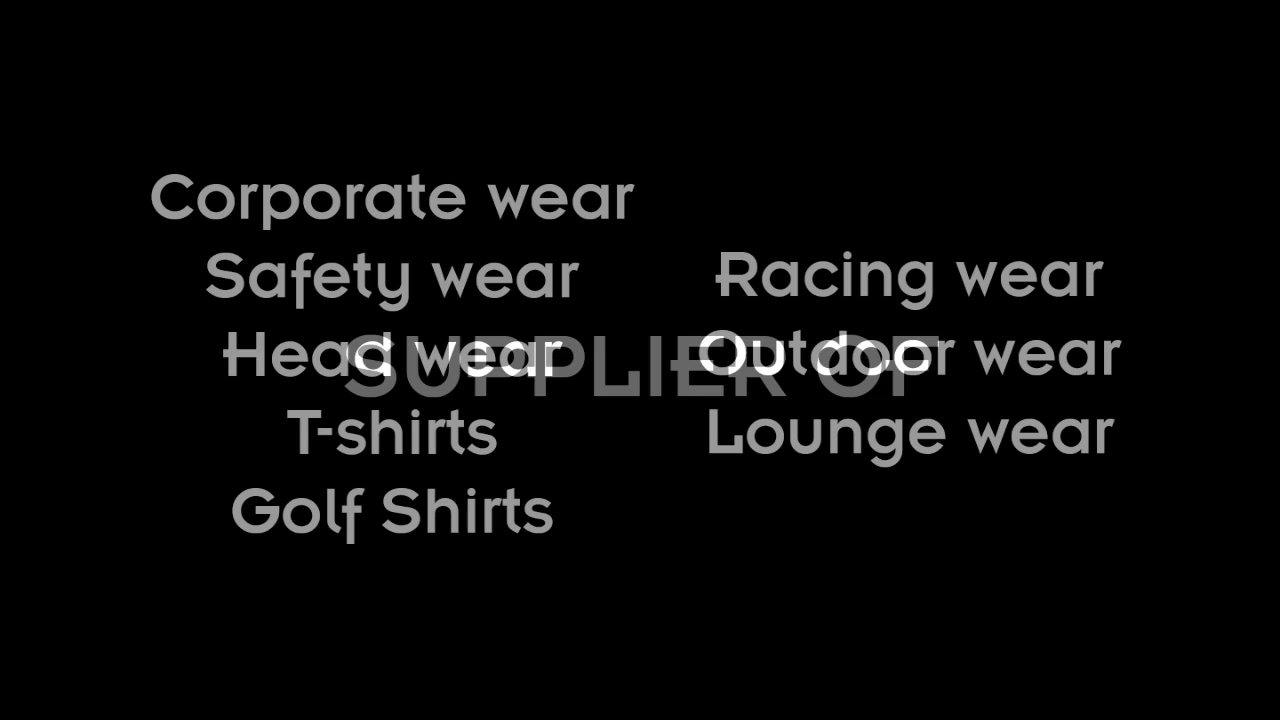 Corporate wear
Safety wear
Head wear
T-shirts
Golf Shirts
SUPPLIER OF
Racing wear
Outdoor wear
Lounge wear